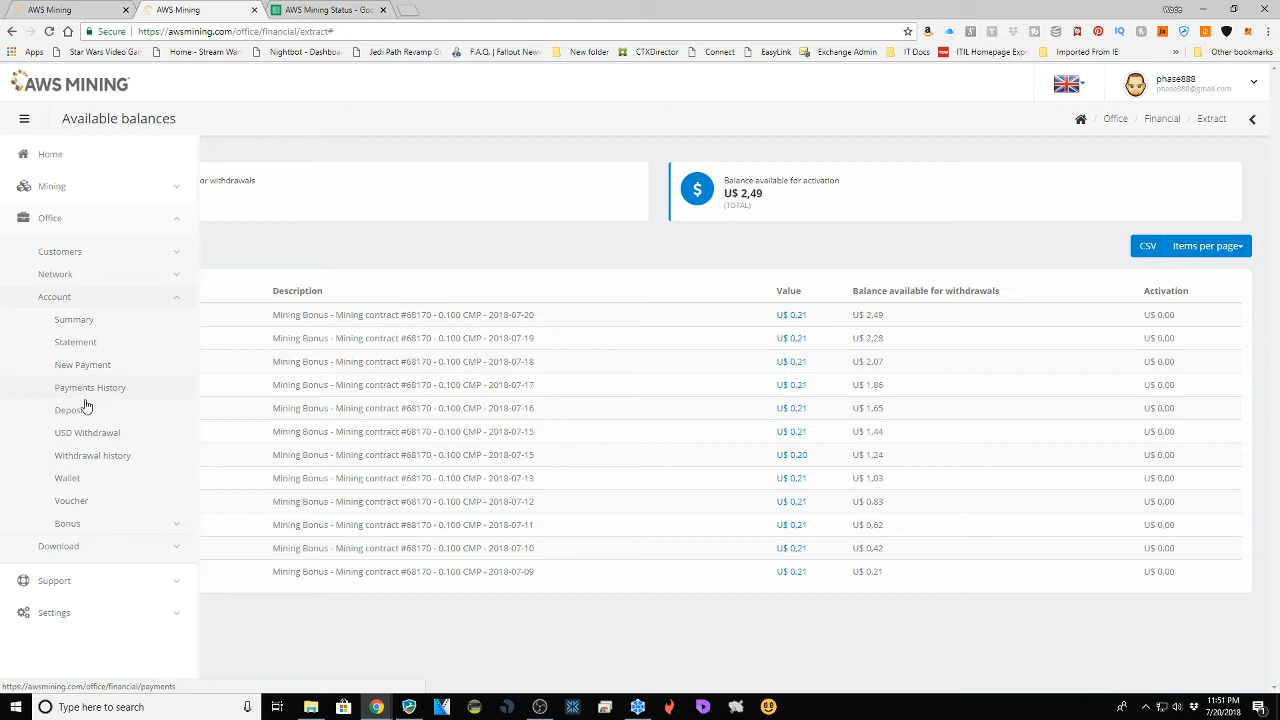 AWS Mining
AWS Mining
AWS Mining Status - Goo
Wade
Secure
https://awsmining.com/office/financial/extract#
Apps
Star Wars Video Gam
Home - Stream War
Nightbot - Dashboa
Jedi Path Revamp G
F.A.Q. | Fallout New
New folder
CTXDirector
Connect
EasyLink
Exchange Admin
IT Docs
ITIL Homepage Exp
Imported From IE
Other bookmarks
AWS MINING
phase888
phase888@gmail.com
Available balances
Office / Financial / Extract
Home
Mining
Office
Customers
Network
Account
Summary
Statement
New Payment
Payments History
USD Withdrawal
Withdrawal history
Wallet
Voucher
Bonus
Download
Support
Settings
or withdrawals
Balance available for activation
U$ 2,49
(TOTAL)
CSV
Items per page
Description Value Balance available for withdrawals Activation
Mining Bonus - Mining contract #68170 - 0.100 CMP - 2018-07-20 U$ 0,21 U$ 2,49 U$ 0,00
Mining Bonus - Mining contract #68170 - 0.100 CMP - 2018-07-19 U$ 0,21 U$ 2,28 U$ 0,00
Mining Bonus - Mining contract #68170 - 0.100 CMP - 2018-07-18 U$ 0,21 U$ 2,07 U$ 0,00
Mining Bonus - Mining contract #68170 - 0.100 CMP - 2018-07-17 U$ 0,21 U$ 1,86 U$ 0,00
Mining Bonus - Mining contract #68170 - 0.100 CMP - 2018-07-16 U$ 0,21 U$ 1,65 U$ 0,00
Mining Bonus - Mining contract #68170 - 0.100 CMP - 2018-07-15 U$ 0,21 U$ 1,44 U$ 0,00
Mining Bonus - Mining contract #68170 - 0.100 CMP - 2018-07-15 U$ 0,20 U$ 1,24 U$ 0,00
Mining Bonus - Mining contract #68170 - 0.100 CMP - 2018-07-13 U$ 0,21 U$ 1,03 U$ 0,00
Mining Bonus - Mining contract #68170 - 0.100 CMP - 2018-07-12 U$ 0,21 U$ 0,83 U$ 0,00
Mining Bonus - Mining contract #68170 - 0.100 CMP - 2018-07-11 U$ 0,21 U$ 0,62 U$ 0,00
Mining Bonus - Mining contract #68170 - 0.100 CMP - 2018-07-10 U$ 0,21 U$ 0,42 U$ 0,00
Mining Bonus - Mining contract #68170 - 0.100 CMP - 2018-07-09 U$ 0,21 U$ 0,21 U$ 0,00
https://awsmining.com/office/financial/payments
Type here to search
11:51 PM
7/20/2018